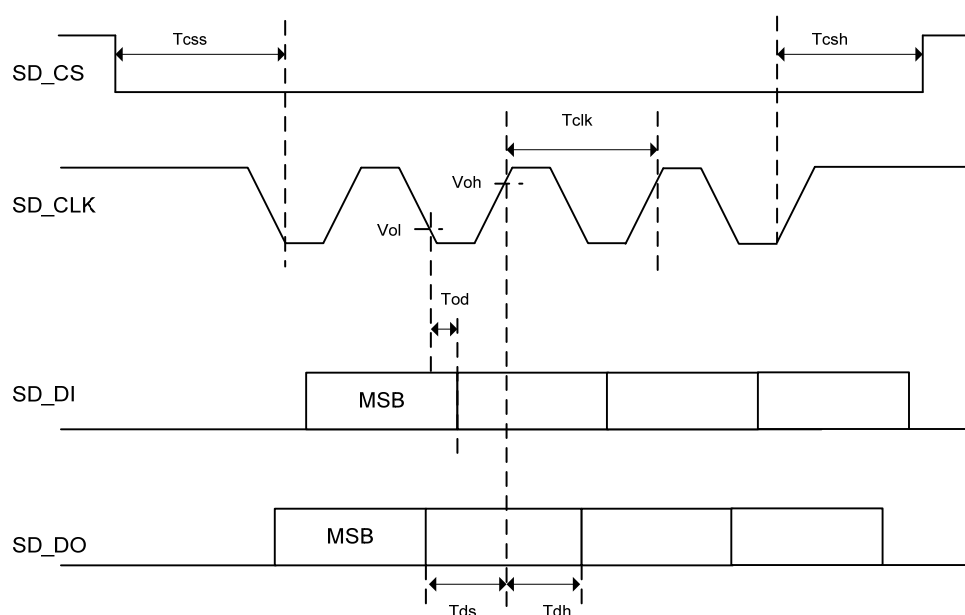 Tcss
Tcsh
SD_CS
Tclk
Voh
SD_CLK
Vol
Tod
SD_DI
MSB
SD_DO
MSB
Tds
Tdh